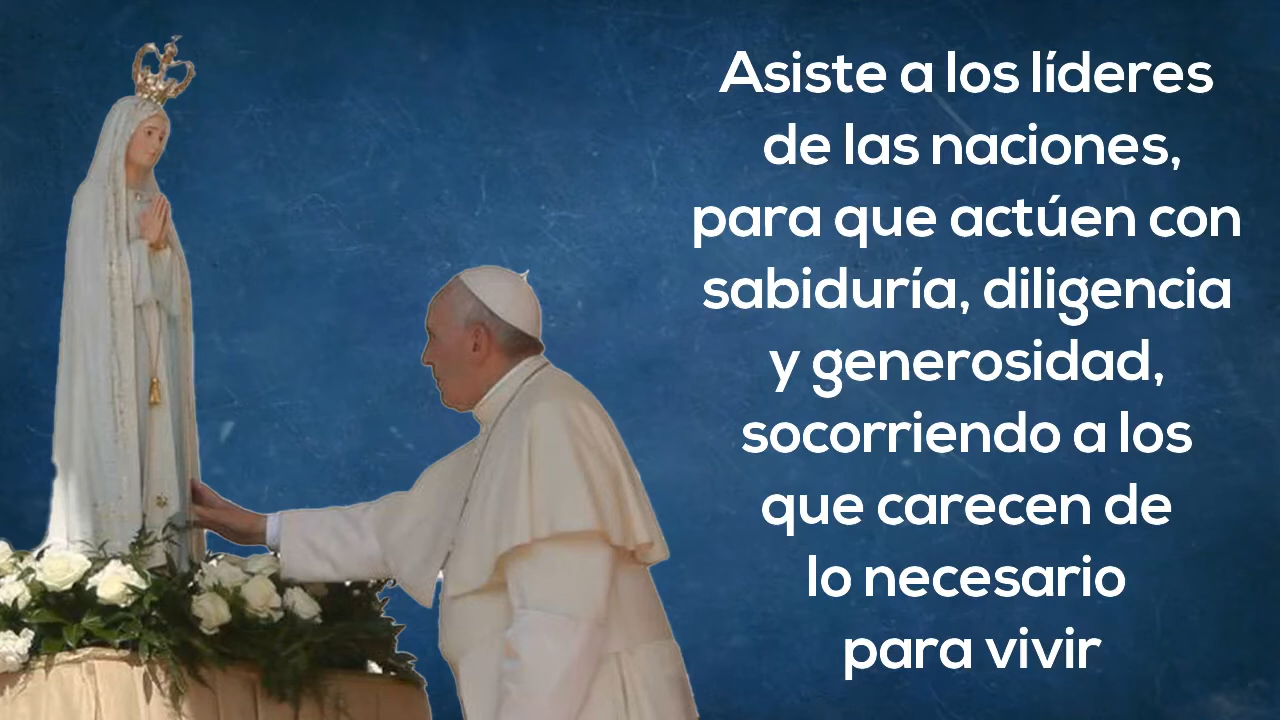 Asiste a los líderes
de las naciones,
para que actúen con
sabiduría, diligencia
y generosidad,
socorriendo a los
que carecen de
lo necesario
para vivir